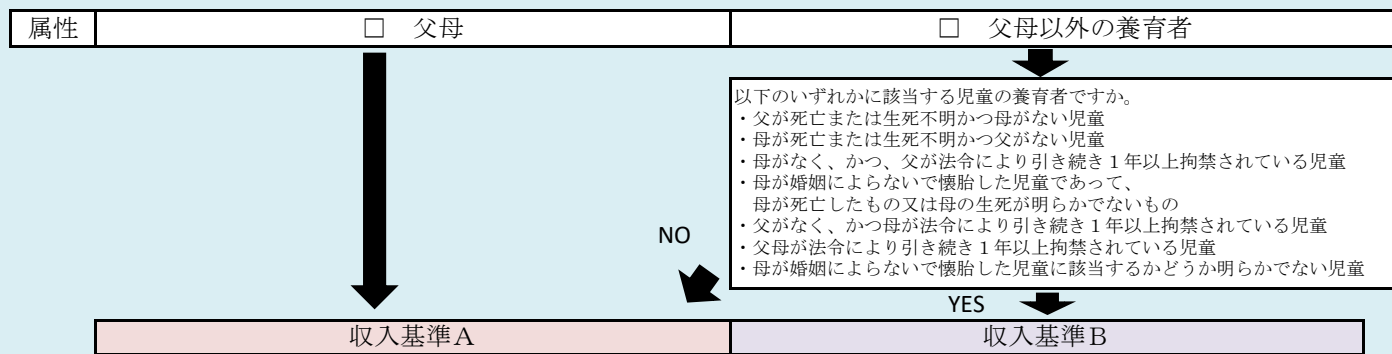 属性 □ 父母 □ 父母以外の養育者
以下のいずれかに該当する児童の養育者ですか。
・父が死亡または生死不明かつ母がない児童
・母が死亡または生死不明かつ父がない児童
・母がなく、かつ、父が法令により引き続き１年以上拘禁されている児童
・母が婚姻によらないで懐胎した児童であって、
母が死亡したもの又は母の生死が明らかでないもの
・父がなく、かつ母が法令により引き続き１年以上拘禁されている児童
・父母が法令により引き続き１年以上拘禁されている児童
・母が婚姻によらないで懐胎した児童に該当するかどうか明らかでない児童
NO
YES
収入基準Ａ 収入基準Ｂ